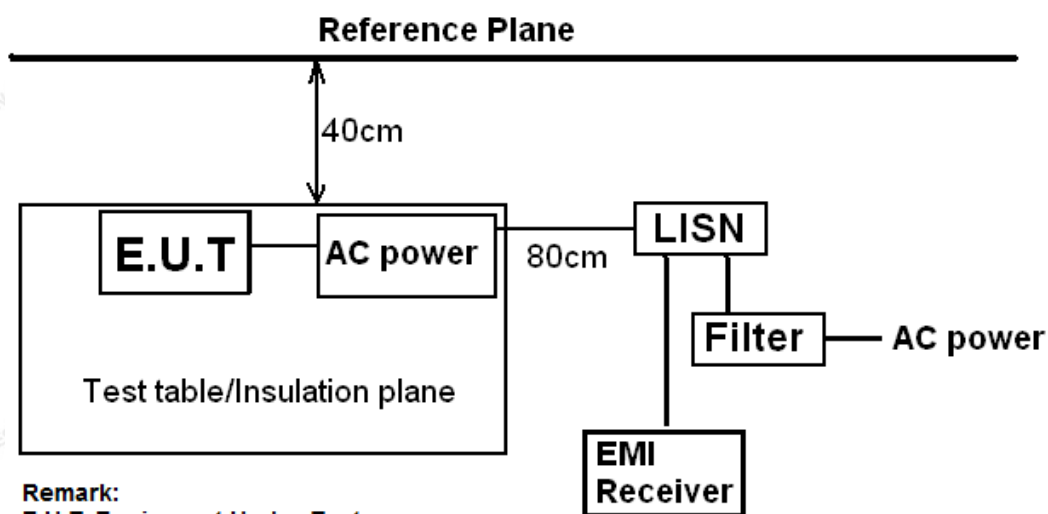 Reference Plane
40cm
E.U.T
AC power
80cm
LISN
Filter
AC power
Test table/Insulation plane
EMI
Receiver
Remark: